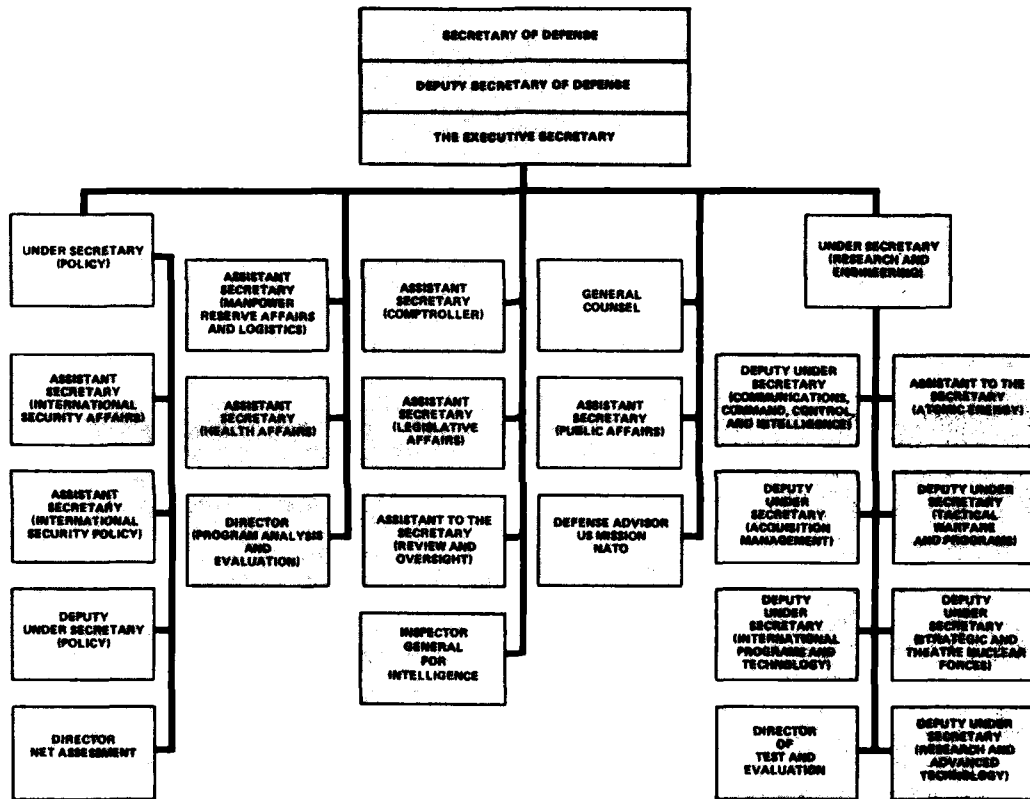 SECRETARY OF DEFENSE
DEPUTY SECRETARY OF DEFENSE
THE EXECUTIVE SECRETARY
UNDER SECRETARY
(POLICY)
ASSISTANT
SECRETARY
(INTERNATIONAL
SECURITY AFFAIRS)
ASSISTANT
SECRETARY
(INTERNATIONAL
SECURITY POLICY)
DEPUTY
UNDER SECRETARY
(POLICY)
DIRECTOR
NET ASSESSMENT
ASSISTANT
SECRETARY
(MANPOWER
RESERVE AFFAIRS
AND LOGISTICS)
ASSISTANT
SECRETARY
(HEALTH AFFAIRS)
DIRECTOR
(PROGRAM ANALYSIS
AND
EVALUATION)
ASSISTANT
SECRETARY
(COMPTROLLER)
ASSISTANT
SECRETARY
(LEGISLATIVE
AFFAIRS)
ASSISTANT TO THE
SECRETARY
(REVIEW AND
OVERSIGHT)
INSPECTOR
GENERAL
FOR
INTELLIGENCE
GENERAL
COUNSEL
ASSISTANT
SECRETARY
(PUBLIC AFFAIRS)
DEFENSE ADVISOR
US MISSION
NATO
UNDER SECRETARY
(RESEARCH AND
ENGINEERING)
DEPUTY UNDER
SECRETARY
(COMMUNICATIONS,
COMMAND, CONTROL,
AND INTELLIGENCE)
ASSISTANT TO THE
SECRETARY
(ATOMIC ENERGY)
DEPUTY
UNDER
SECRETARY
(ACQUISITION
MANAGEMENT)
DEPUTY UNDER
SECRETARY
(TACTICAL
WARFARE
AND PROGRAMS)
DEPUTY
UNDER
SECRETARY
(INTERNATIONAL
PROGRAMS AND
TECHNOLOGY)
DEPUTY
UNDER
SECRETARY
(STRATEGIC AND
THEATRE NUCLEAR
FORCES)
DIRECTOR
OF
TEST AND
EVALUATION
DEPUTY UNDER
SECRETARY
(RESEARCH AND
ADVANCED
TECHNOLOGY)